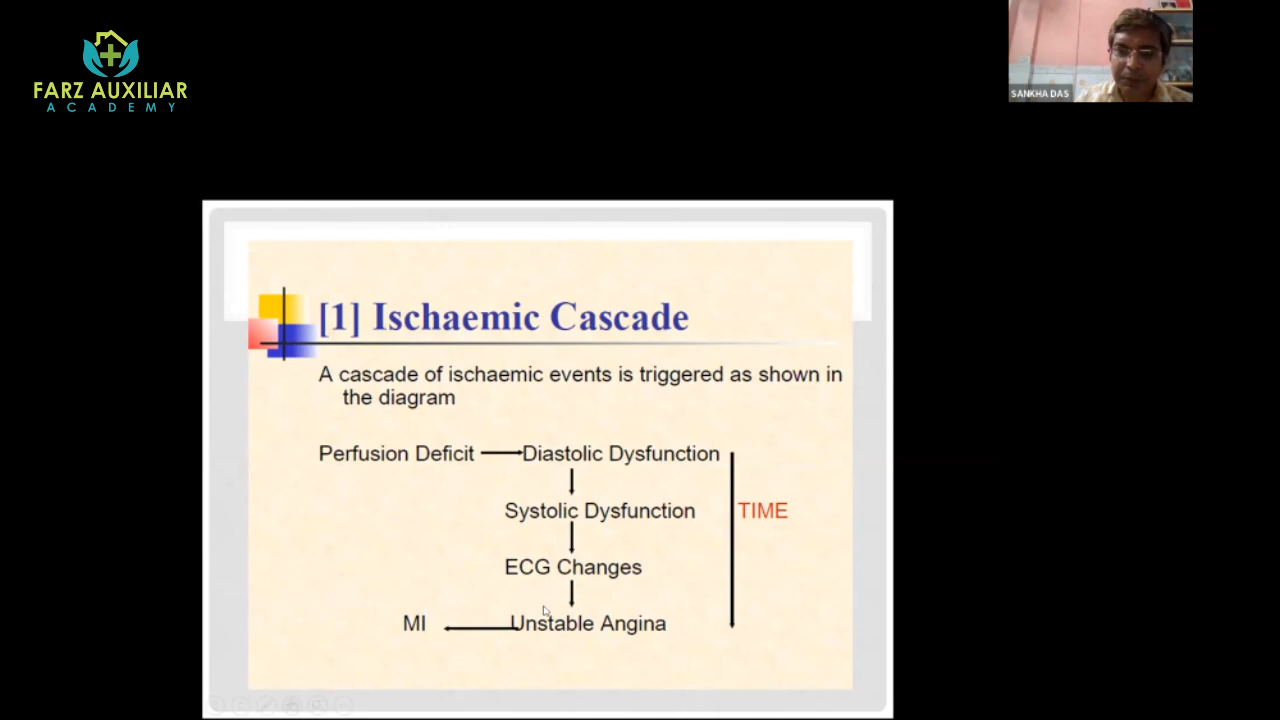 FARZ AUXILIAR
ACADEMY
SANKHA DAS
[1] Ischaemic Cascade
A cascade of ischaemic events is triggered as shown in
the diagram
Perfusion Deficit
Diastolic Dysfunction
Systolic Dysfunction
TIME
ECG Changes
MI
Unstable Angina